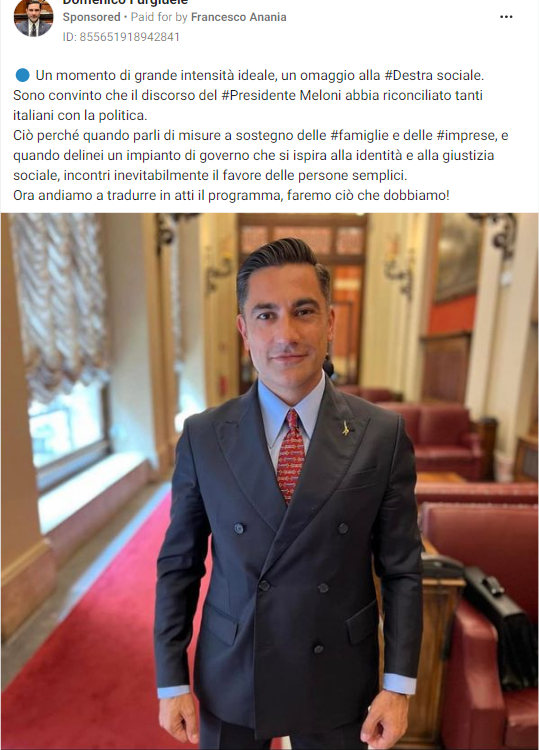 Domenico Furgiuele
Sponsored • Paid for by Francesco Anania
ID: 855651918942841
🔵 Un momento di grande intensità ideale, un omaggio alla #Destra sociale.
Sono convinto che il discorso del #Presidente Meloni abbia riconciliato tanti
italiani con la politica.
Ciò perché quando parli di misure a sostegno delle #famiglie e delle #imprese, e
quando delinei un impianto di governo che si ispira alla identità e alla giustizia
sociale, incontri inevitabilmente il favore delle persone semplici.
Ora andiamo a tradurre in atti il programma, faremo ciò che dobbiamo!